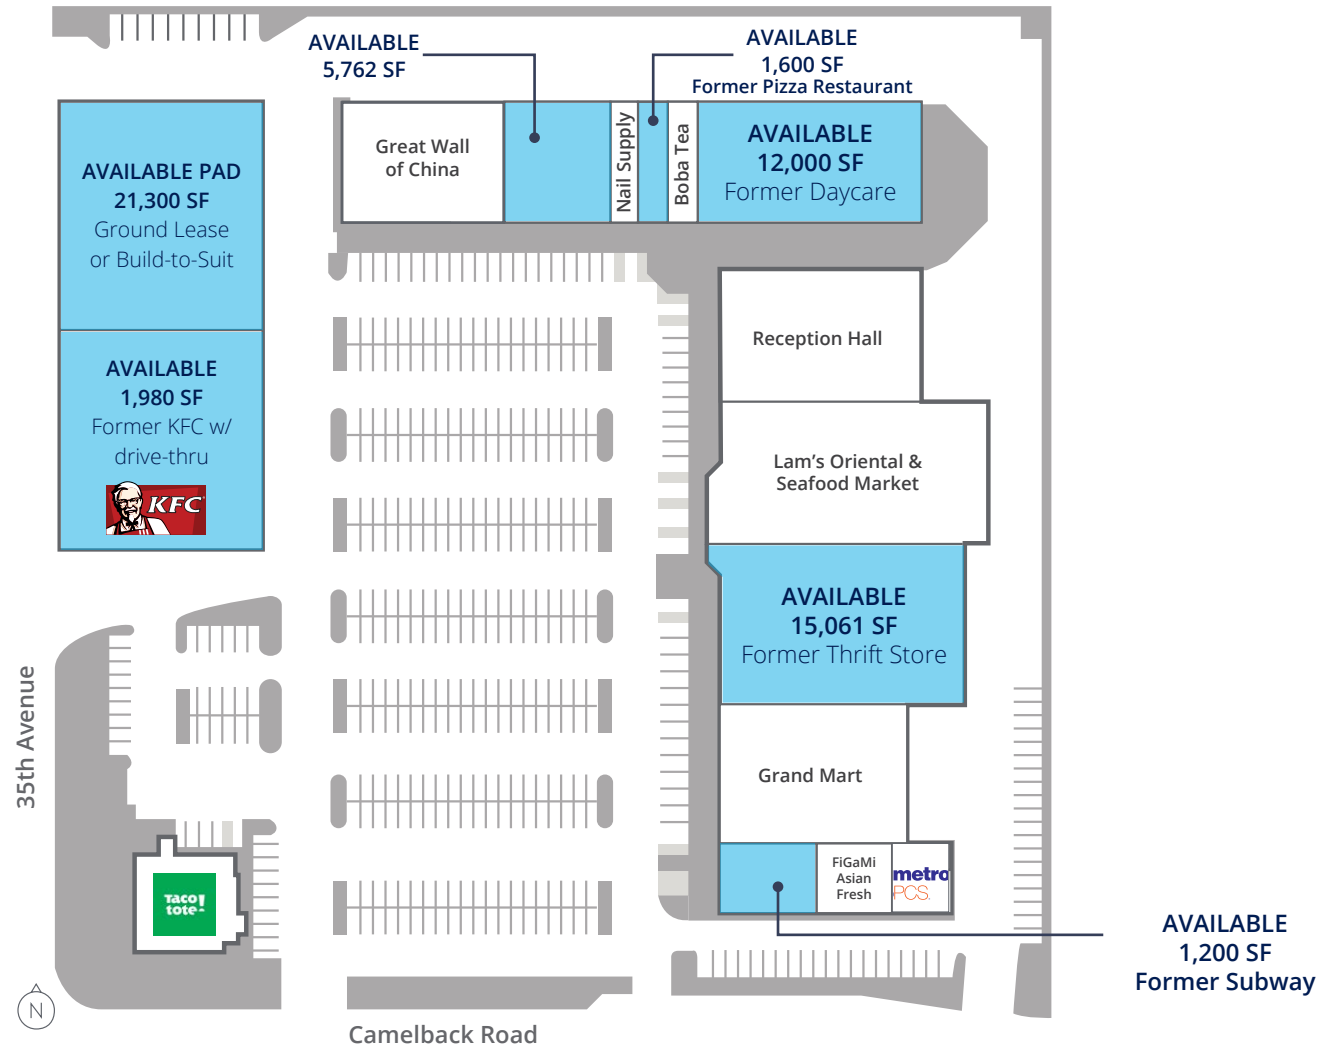 AVAILABLE
5,762 SF
AVAILABLE
1,600 SF
Former Pizza Restaurant
AVAILABLE PAD
21,300 SF
Ground Lease
or Build-to-Suit
Great Wall
of China
Nail Supply
Boba Tea
AVAILABLE
12,000 SF
Former Daycare
AVAILABLE
1,980 SF
Former KFC w/
drive-thru
KFC
Reception Hall
Lam’s Oriental &
Seafood Market
AVAILABLE
15,061 SF
Former Thrift Store
35th Avenue
Grand Mart
Taco
tote!
FiGaMi
Asian
Fresh
metro
PCS.
AVAILABLE
1,200 SF
Former Subway
N
Camelback Road